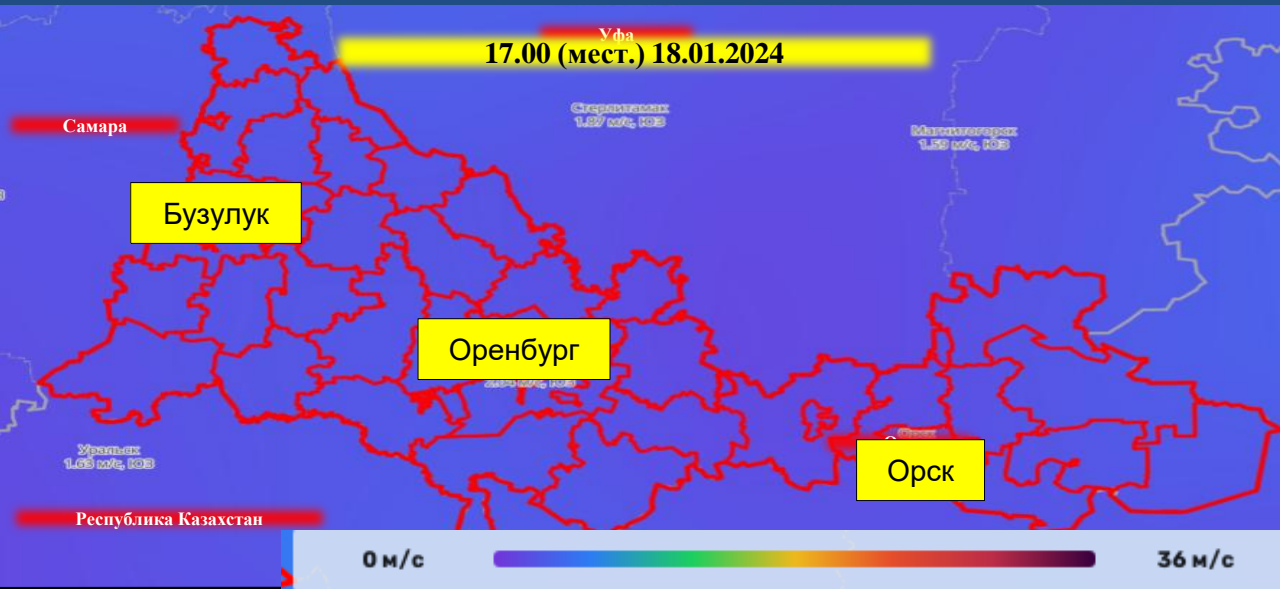 Уфа
17.00 (мест.) 18.01.2024
Стерлитамак
1.87 м/с, ЮЗ
Самара
Магнитогорск
1.59 м/с, ЮЗ
Бузулук
Оренбург
Уральск
1.63 м/с, ЮЗ
Орск
Республика Казахстан
0 м/с
36 м/с